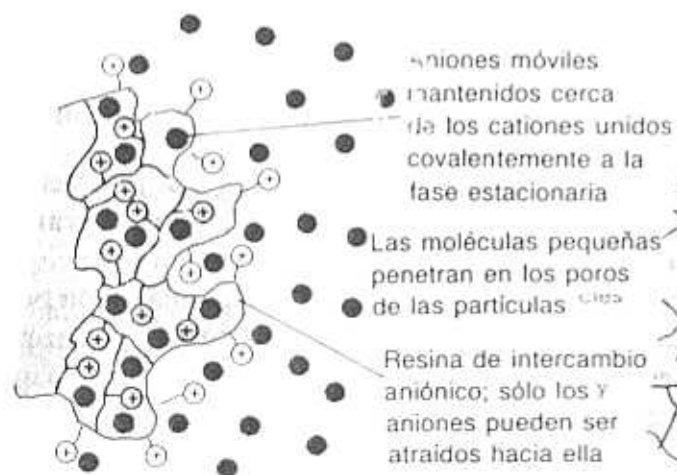 Aniones móviles
mantenidos cerca
de los cationes unidos
covalentemente a la
fase estacionaria
Las moléculas pequeñas
penetran en los poros
de las partículas
Resina de intercambio
aniónico; sólo los
aniones pueden ser
atraídos hacia ella